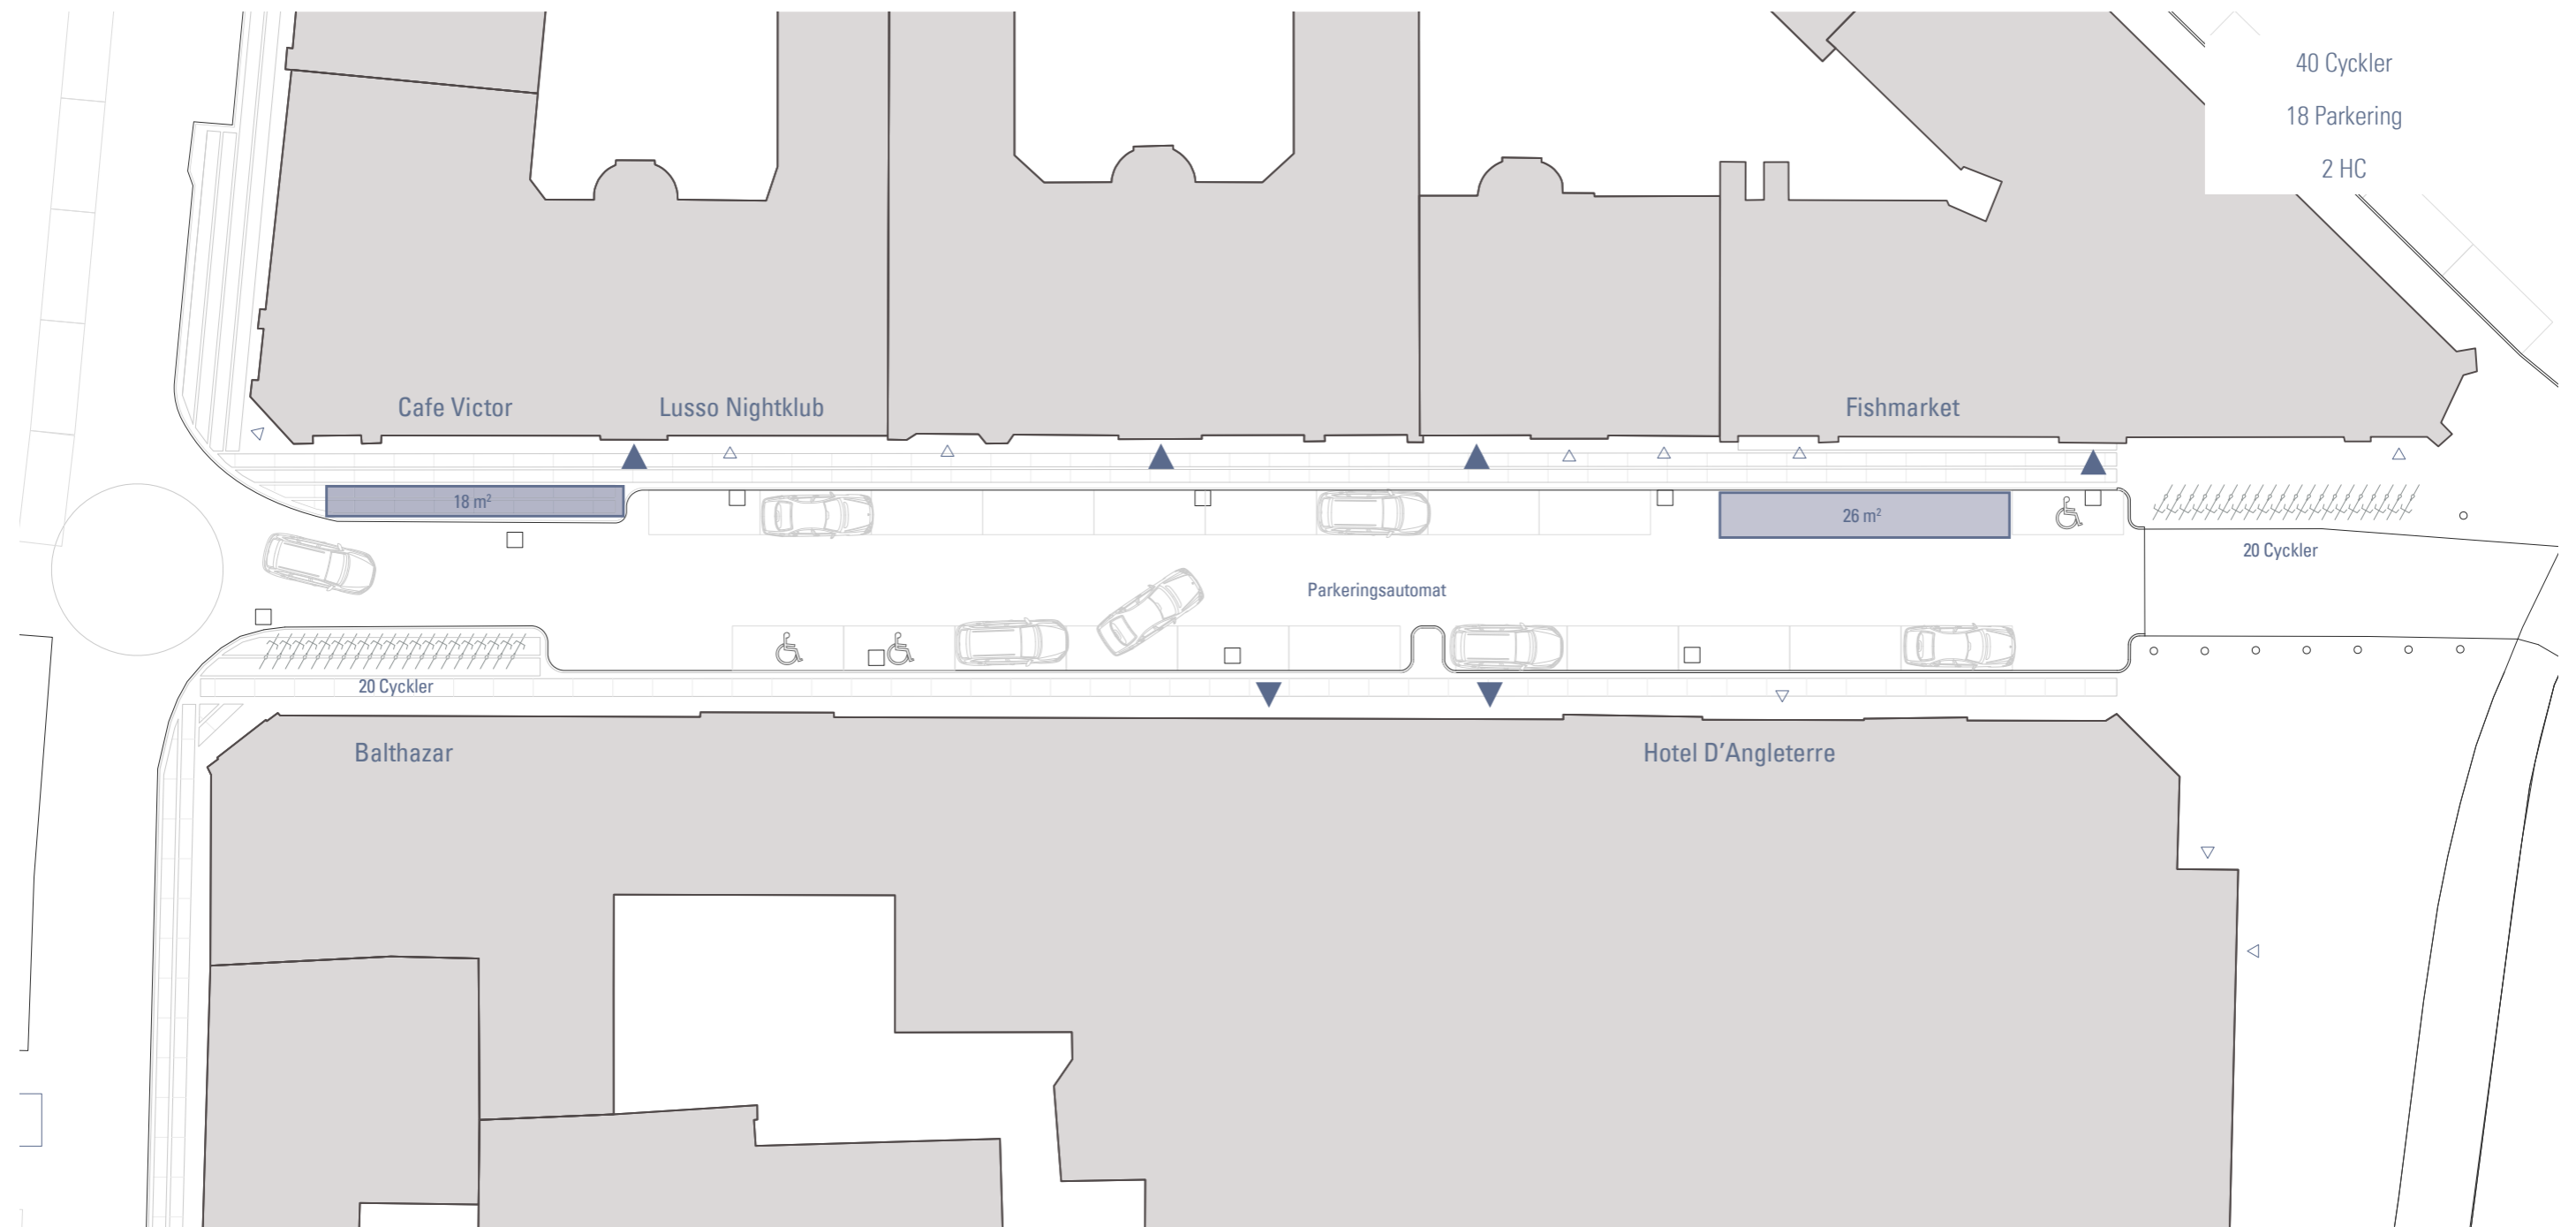 40 Cyckler
18 Parkering
2 HC
Cafe Victor
Lusso Nightklub
Fishmarket
18 m²
26 m²
20 Cyckler
Parkeringsautomat
20 Cyckler
Balthazar
Hotel D’Angleterre